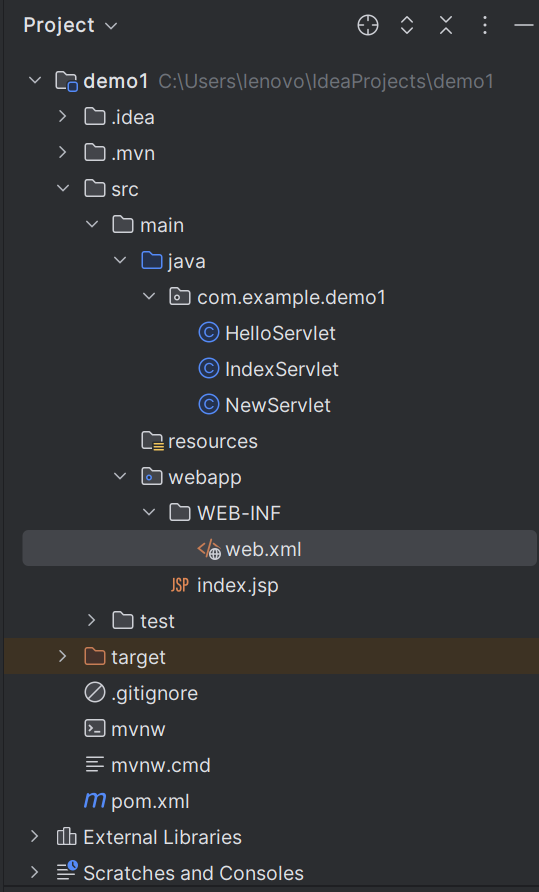 Project
demo1 C:\Users\lenovo\IdeaProjects\demo1
.idea
.mvn
src
main
java
com.example.demo1
HelloServlet
IndexServlet
NewServlet
resources
webapp
WEB-INF
web.xml
JSP index.jsp
test
target
.gitignore
mvnw
mvnw.cmd
m pom.xml
External Libraries
Scratches and Consoles